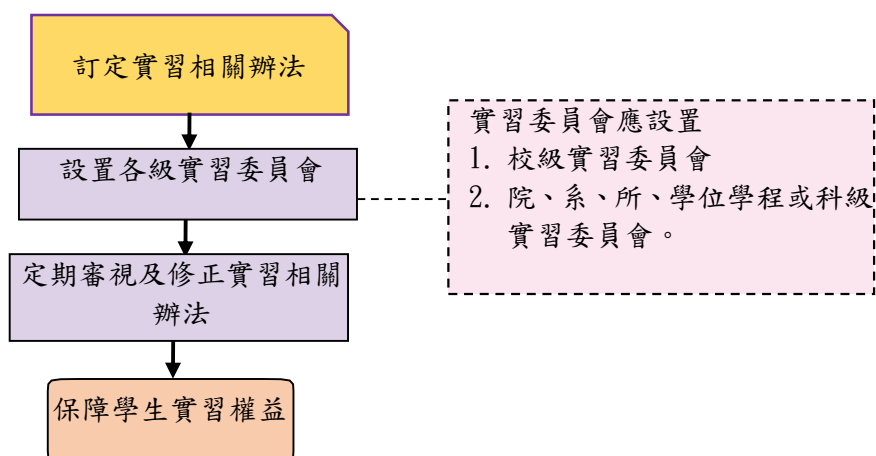 訂定實習相關辦法
設置各級實習委員會
實習委員會應設置
1. 校級實習委員會
2. 院、系、所、學位學程或科級
實習委員會。
定期審視及修正實習相關
辦法
保障學生實習權益